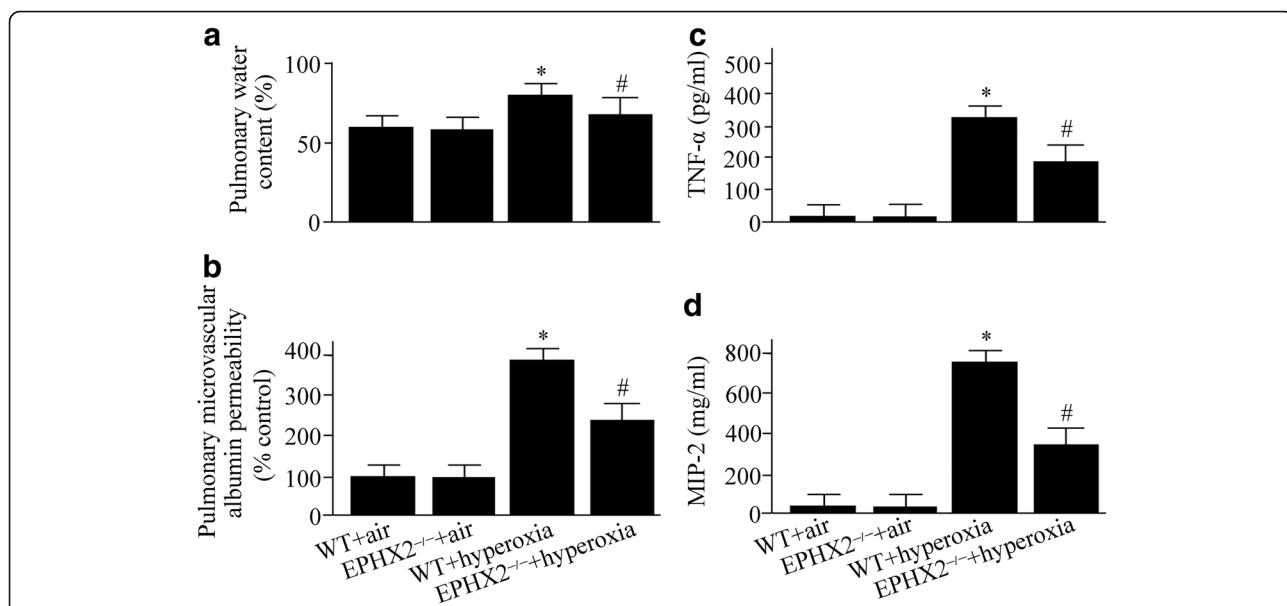 a
Pulmonary water
content (%)
100
50
0
*
#
b
Pulmonary microvascular
albumin permeability
(% control)
400
300
200
100
0
*
#
WT+air
EPHX2−/−+air
WT+hyperoxia
EPHX2−/−+hyperoxia
c
TNF-α (pg/ml)
500
400
300
200
100
0
*
#
d
MIP-2 (mg/ml)
800
600
400
200
0
*
#
WT+air
EPHX2−/−+air
WT+hyperoxia
EPHX2−/−+hyperoxia